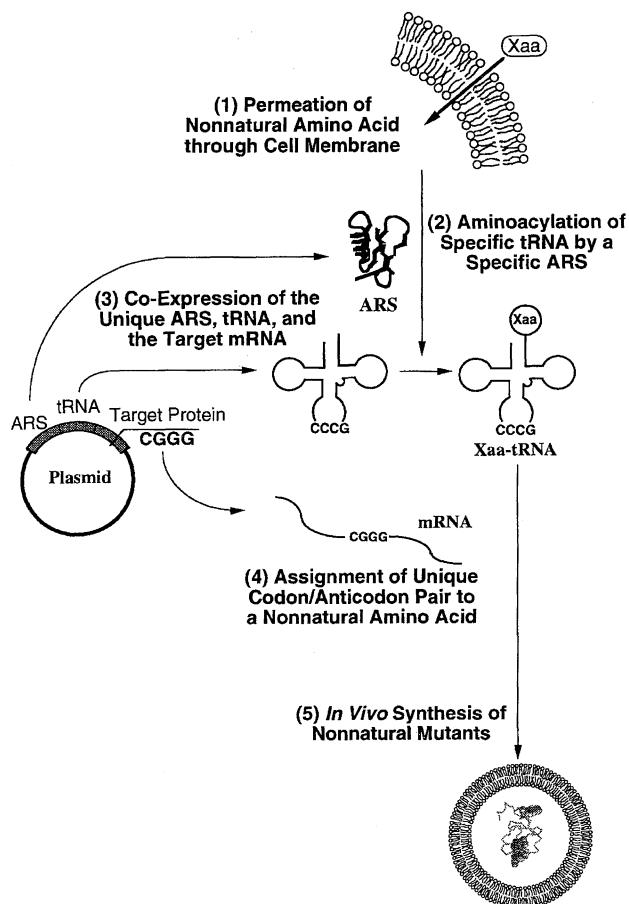 Xaa
(1) Permeation of
Nonnatural Amino Acid
through Cell Membrane
(2) Aminoacylation of
Specific tRNA by a
Specific ARS
ARS
(3) Co-Expression of the
Unique ARS, tRNA, and
the Target mRNA
Xaa
tRNA
ARS
Target Protein
CGGG
CCCG
CCCG
Xaa-tRNA
Plasmid
mRNA
CGGG
(4) Assignment of Unique
Codon/Anticodon Pair to
a Nonnatural Amino Acid
(5) In Vivo Synthesis of
Nonnatural Mutants